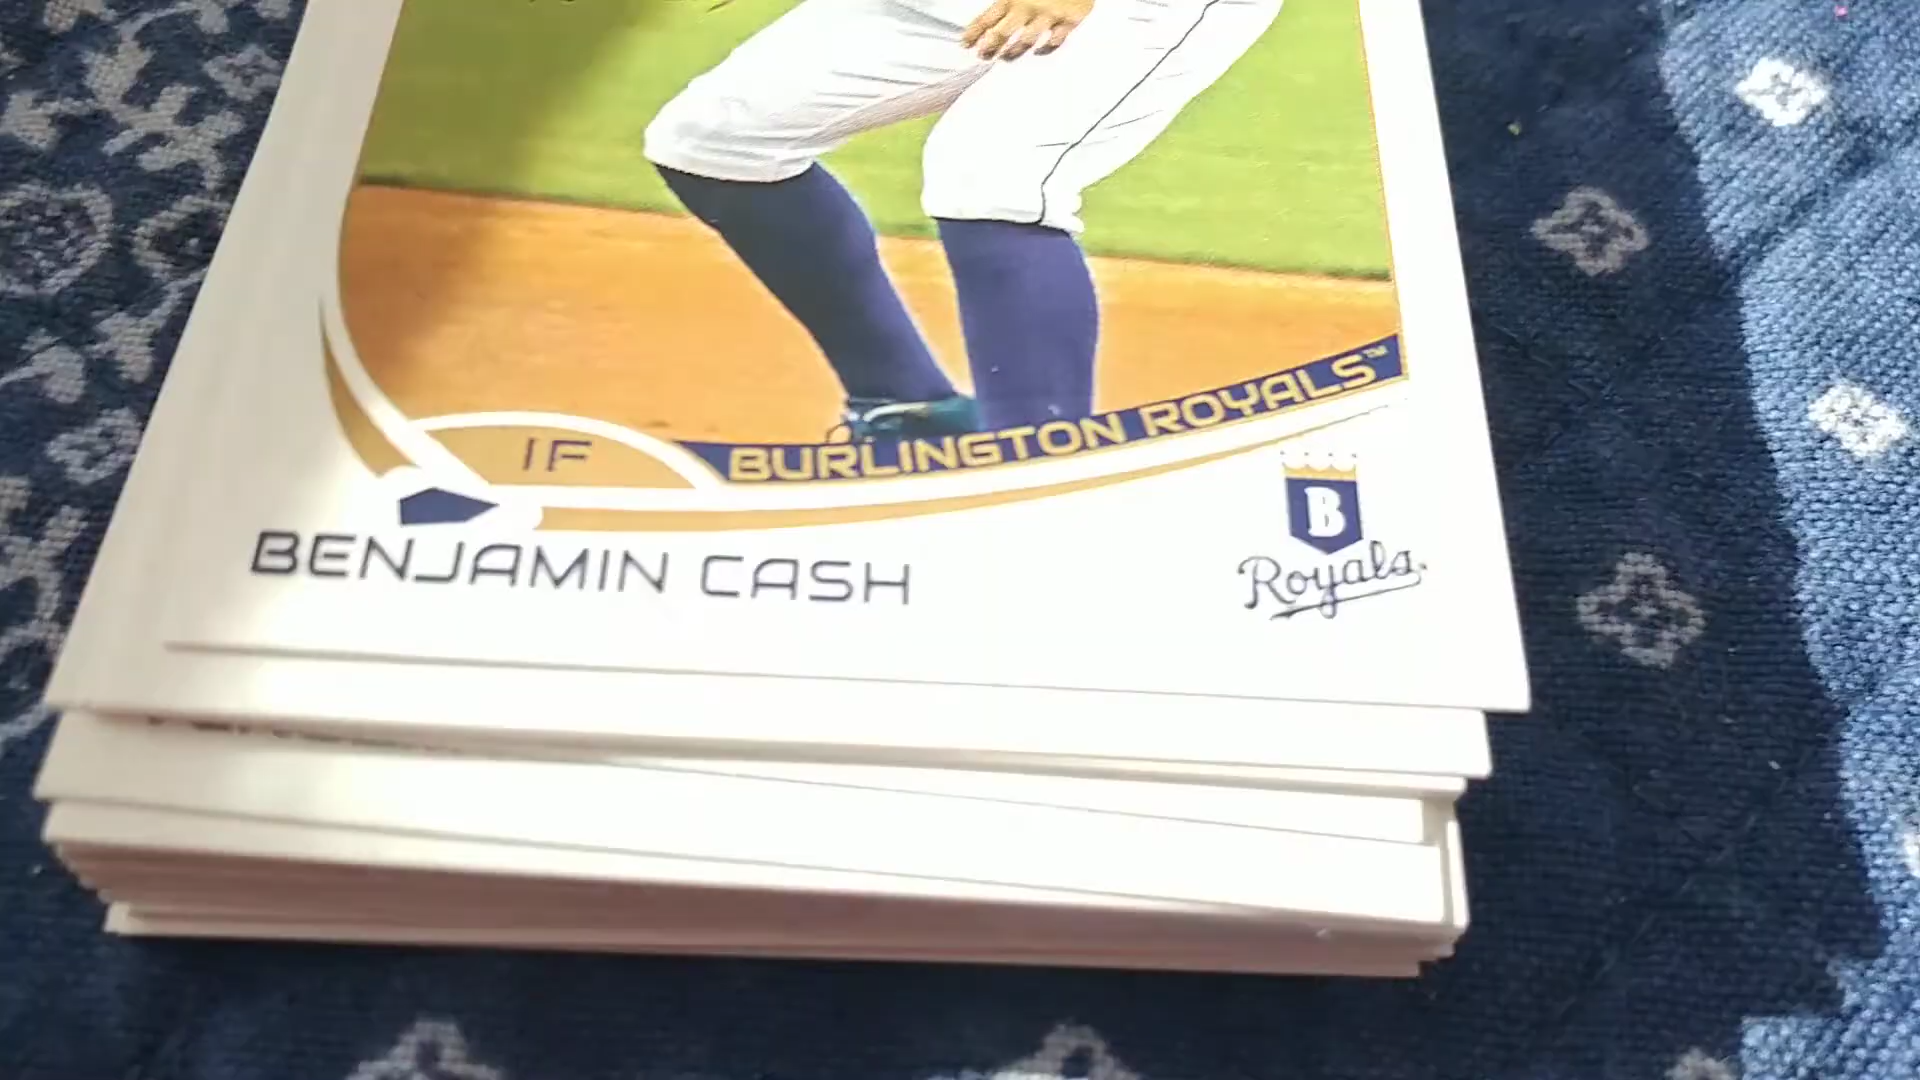 IF
BURLINGTON ROYALS™
B
Royals
BENJAMIN CASH